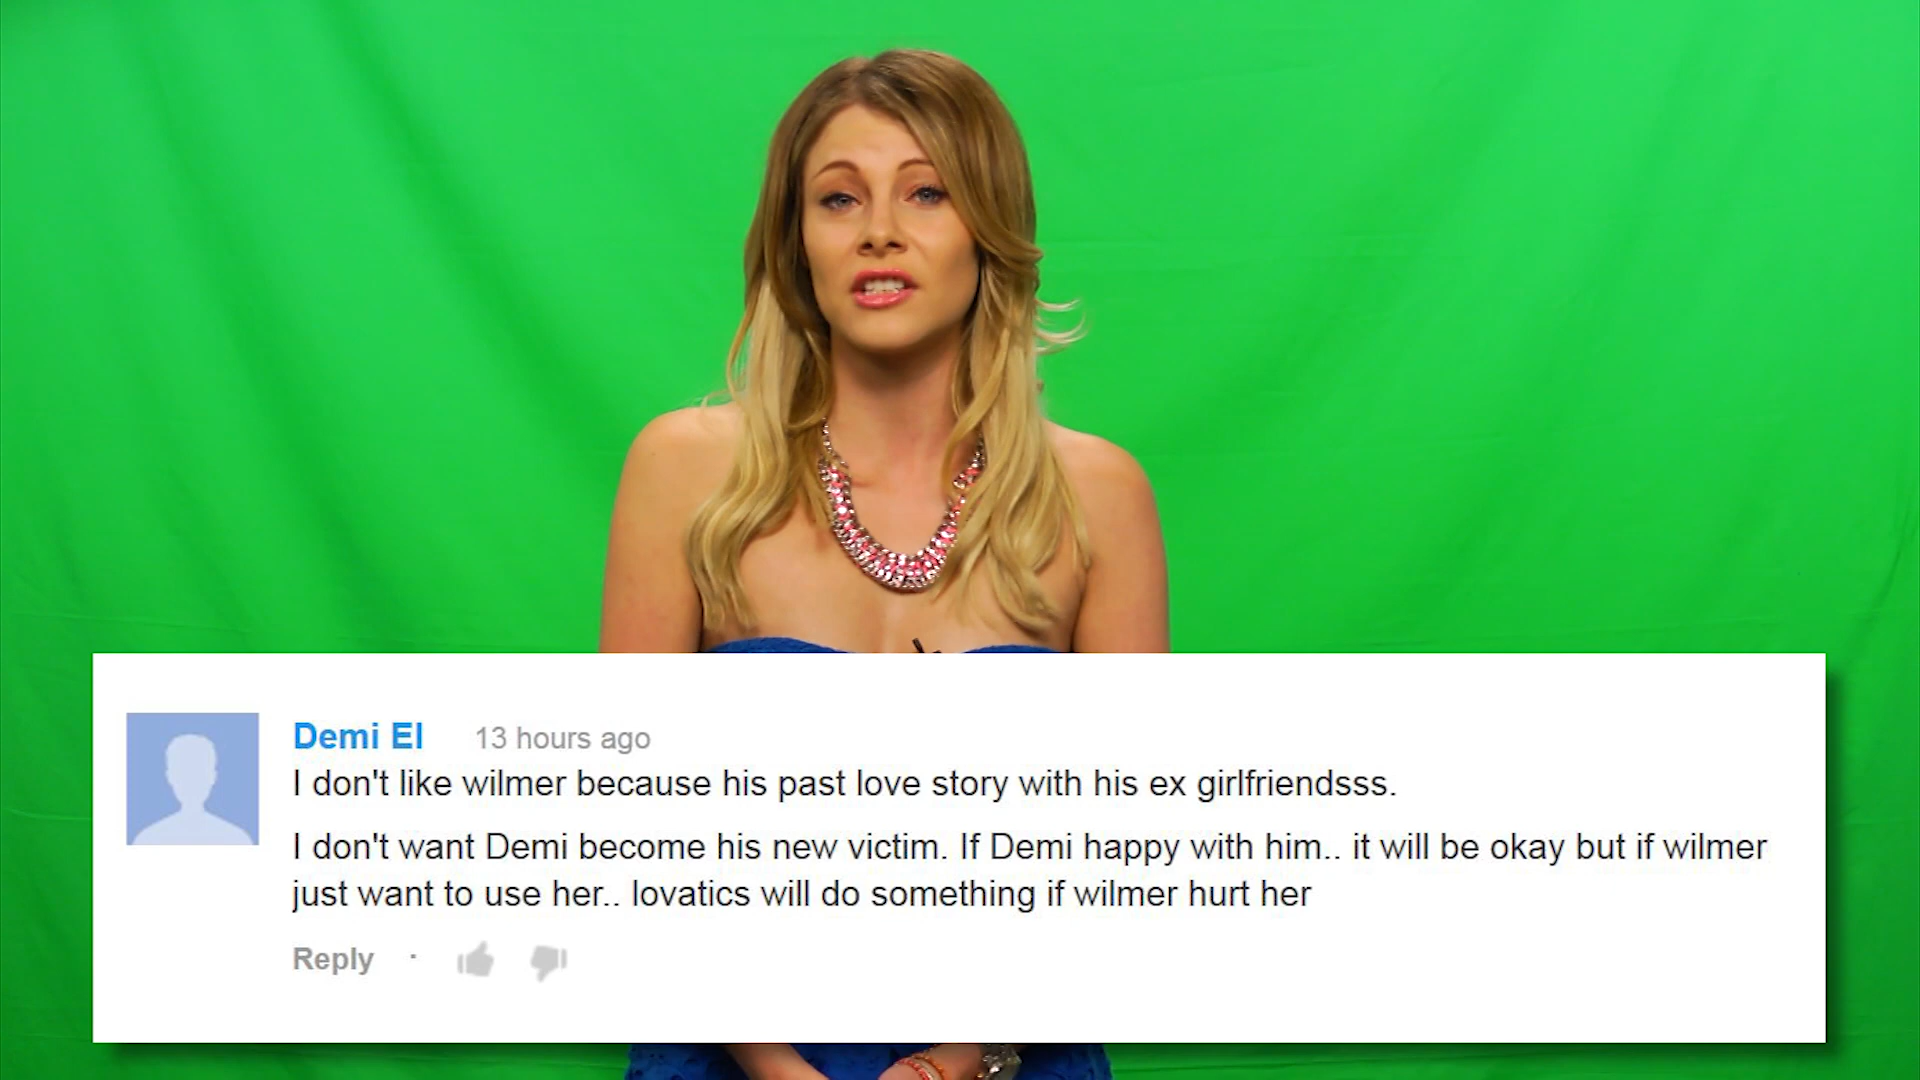 Demi El 13 hours ago
I don't like wilmer because his past love story with his ex girlfriendsss.
I don't want Demi become his new victim. If Demi happy with him.. it will be okay but if wilmer
just want to use her.. lovatics will do something if wilmer hurt her
Reply ·